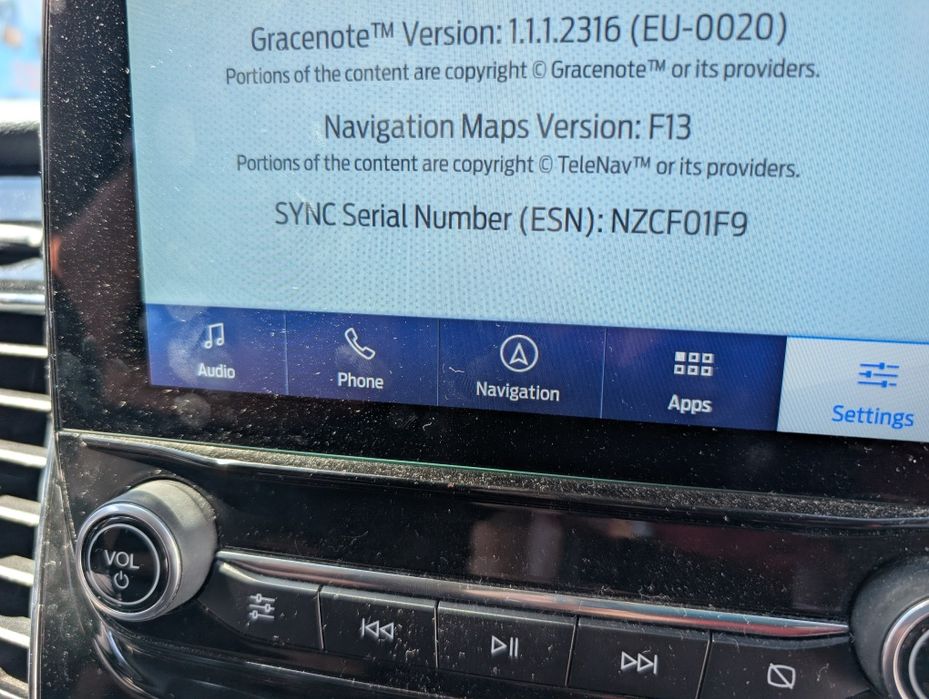 Gracenote™ Version: 1.1.1.2316 (EU-0020)
Portions of the content are copyright © Gracenote™ or its providers.
Navigation Maps Version: F13
Portions of the content are copyright © TeleNav™ or its providers.
SYNC Serial Number (ESN): NZCF01F9
Audio
Phone
Navigation
Apps
Settings
VOL